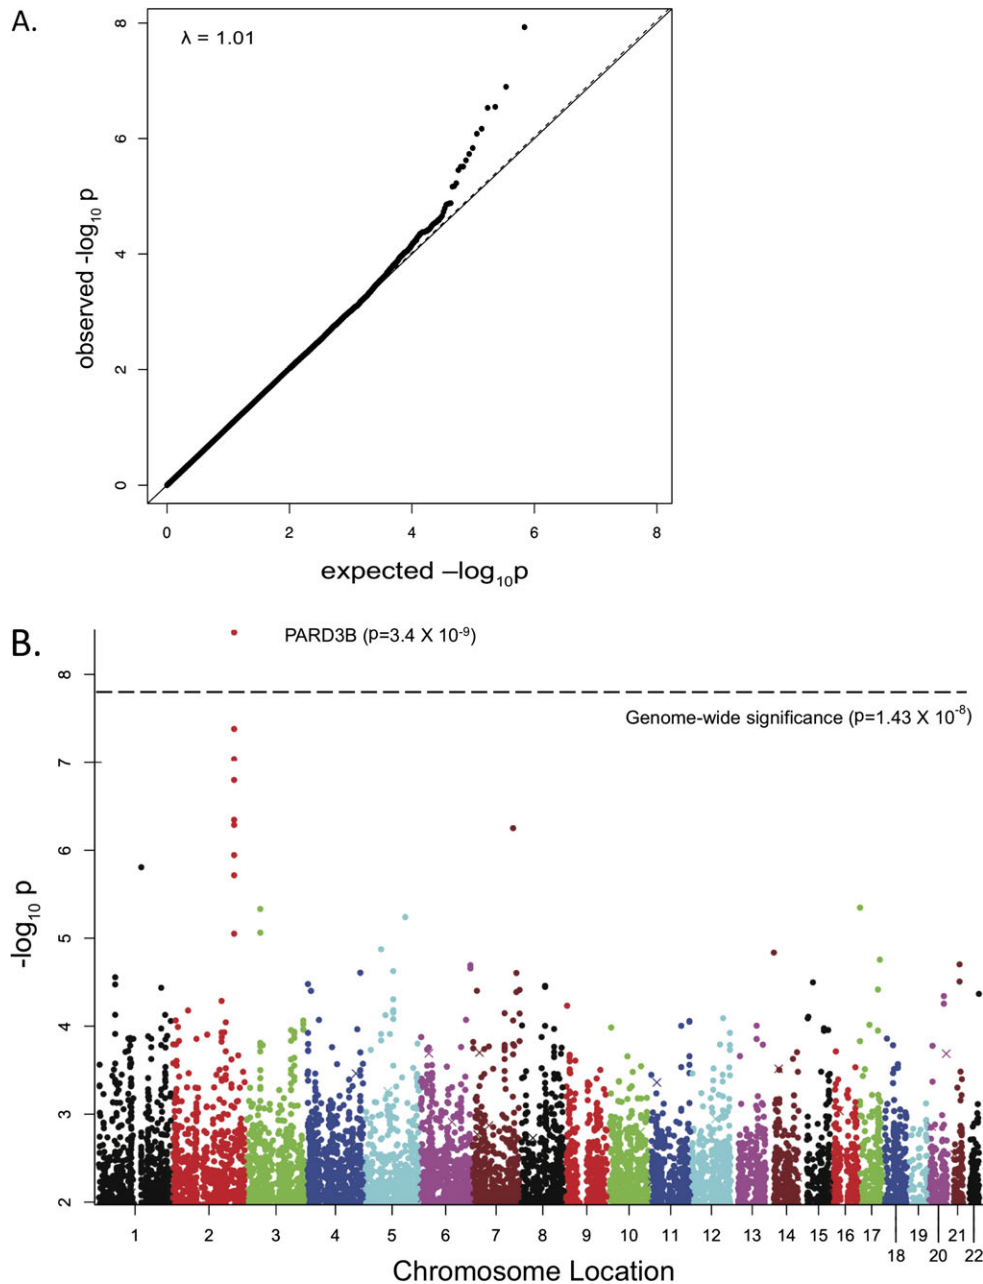 A.
λ = 1.01
8
6
4
2
0
observed -log10 p
0 2 4 6 8
expected –log10p
B.
PARD3B (p=3.4 X 10-9)
8
Genome-wide significance (p=1.43 X 10-8)
7
6
5
4
3
2
-log10 p
1 2 3 4 5 6 7 8 9 10 11 12 13 14 15 16 17 18 19 20 21 22
Chromosome Location